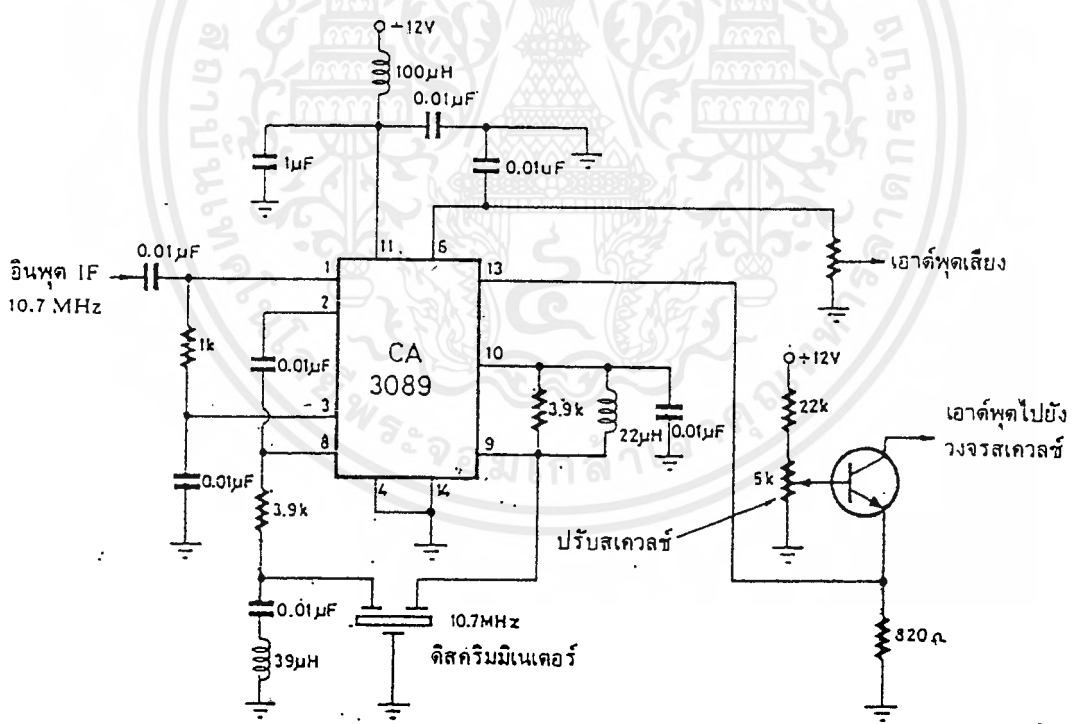 +12V
100µH
0.01µF
1µF
0.01uF
11
6
0.01µF
อินพุต IF
10.7 MHz
1
13
เอาต์พุตเสียง
2
1k
CA
3089
10
+12V
0.01µF
3.9k
22µH
0.01µF
22k
เอาต์พุตไปยัง
วงจรสเควลช์
3
8
9
5k
0.01µF
4
14
3.9k
ปรับสเควลช์
0.01µF
10.7MHz
ดิสคริมมิเนเตอร์
39µH
820Ω